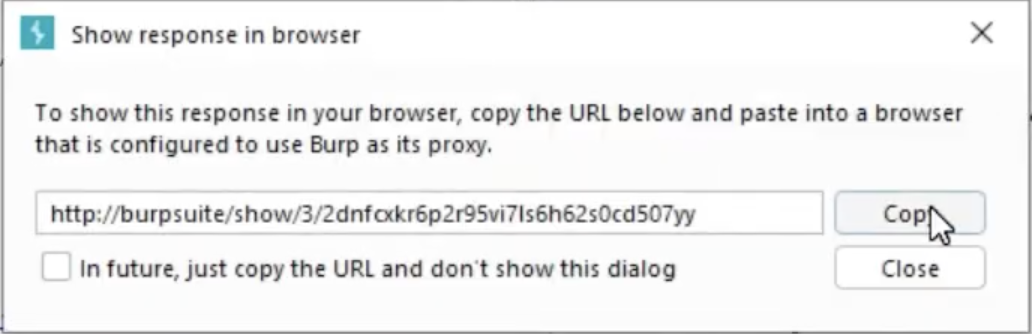 Show response in browser
To show this response in your browser, copy the URL below and paste into a browser
that is configured to use Burp as its proxy.
http://burpsuite/show/3/2dnfcxkr6p2r95vi7ls6h62s0cd507yy
Copy
In future, just copy the URL and don't show this dialog
Close